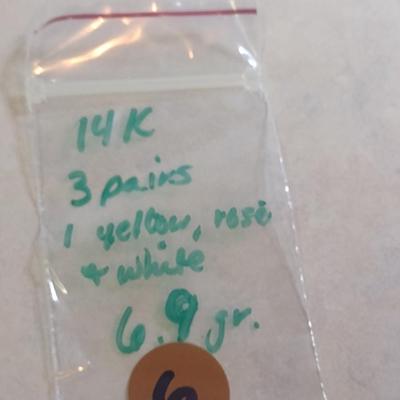 14K
3 pairs
1 yellow, rose
+ white
6.9 gr.
6